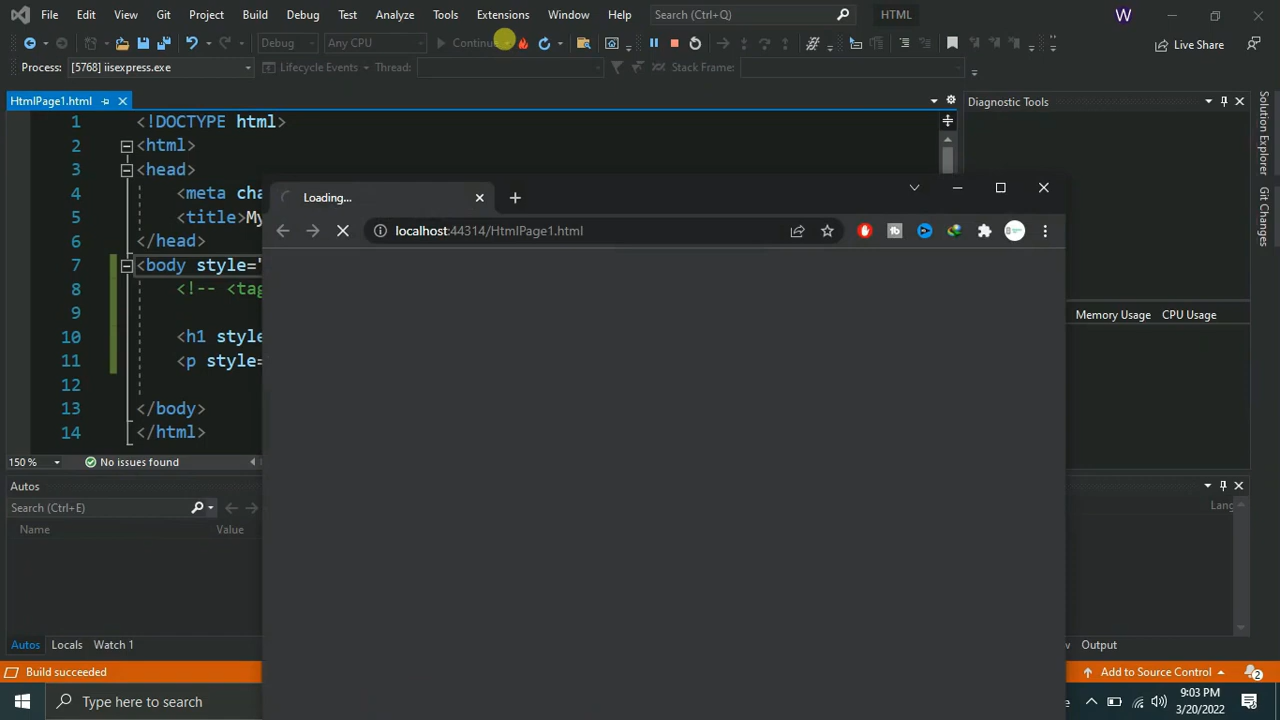 File Edit View Git Project Build Debug Test Analyze Tools Extensions Window Help Search (Ctrl+Q) HTML W
Debug Any CPU Continue Live Share
Process: [5768] iisexpress.exe Lifecycle Events Thread: Stack Frame:
HtmlPage1.html Diagnostic Tools
1 <!DOCTYPE html>
2 <html>
3 <head>
4 <meta cha
5 <title>My
6 </head>
7 <body style="
8 <!-- <tag
9
10 <h1 style
11 <p style=
12
13 </body>
14 </html>
Loading...
localhost:44314/HtmlPage1.html
Memory Usage CPU Usage
Solution Explorer
Git Changes
150 % No issues found
Autos
Search (Ctrl+E) Lang
Name Value
Autos Locals Watch 1 Output
Build succeeded Add to Source Control 2
Type here to search 9:03 PM
3/20/2022